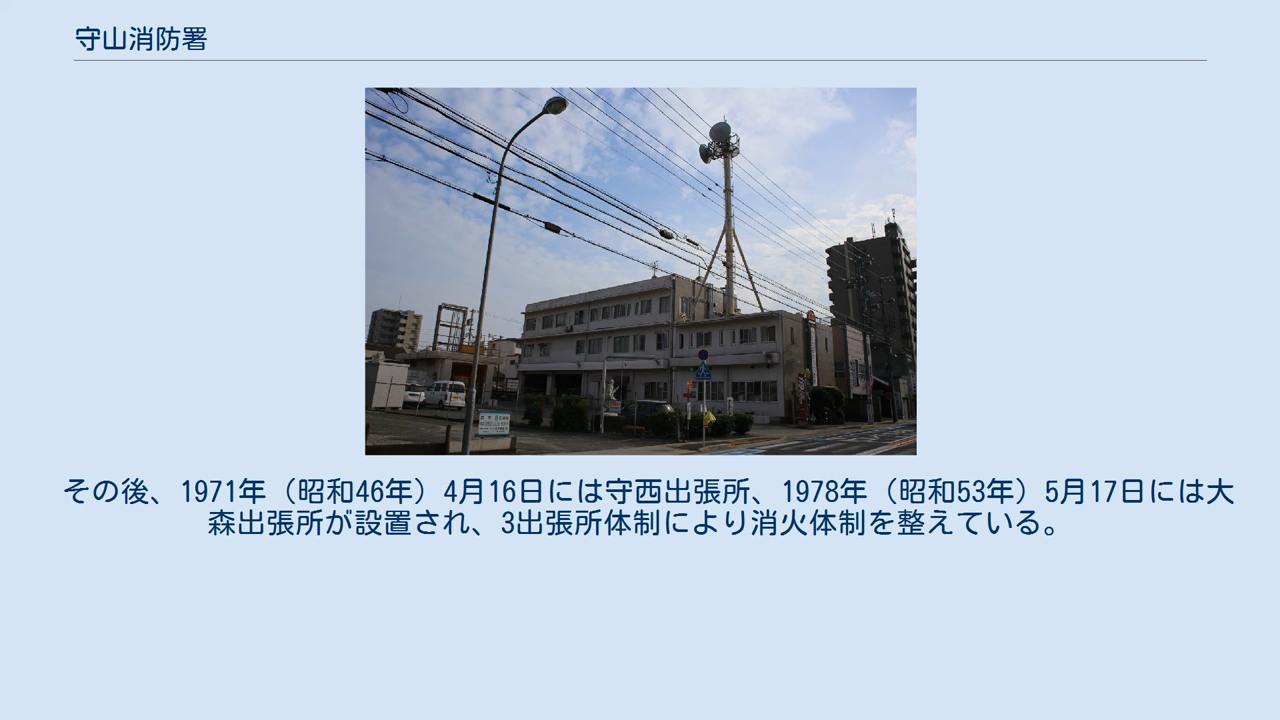 守山消防署
その後、1971年（昭和46年）4月16日には守西出張所、1978年（昭和53年）5月17日には大
森出張所が設置され、3出張所体制により消火体制を整えている。